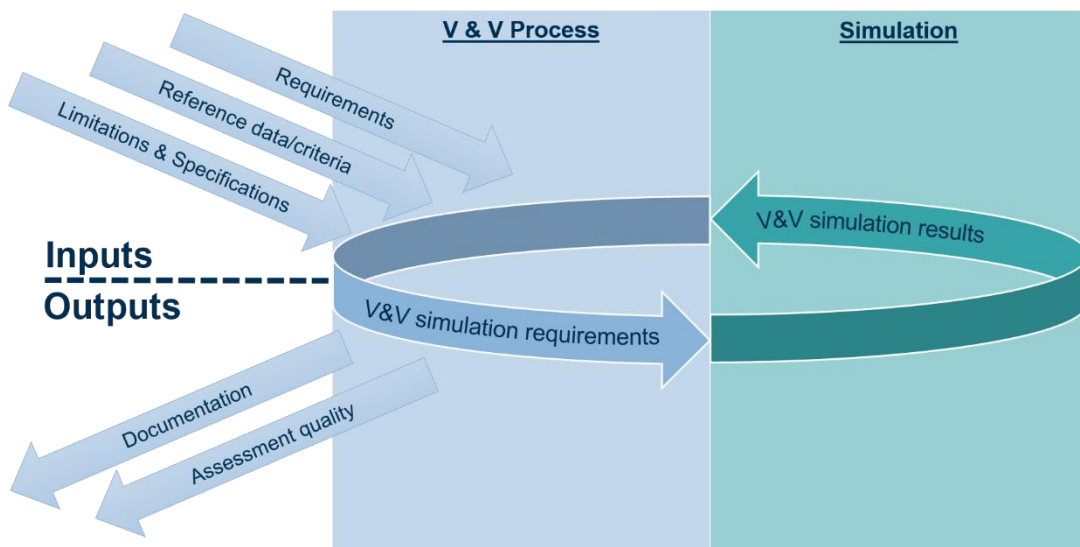 V & V Process
Simulation
Requirements
Reference data/criteria
Limitations & Specifications
V&V simulation results
Inputs
Outputs
V&V simulation requirements
Documentation
Assessment quality